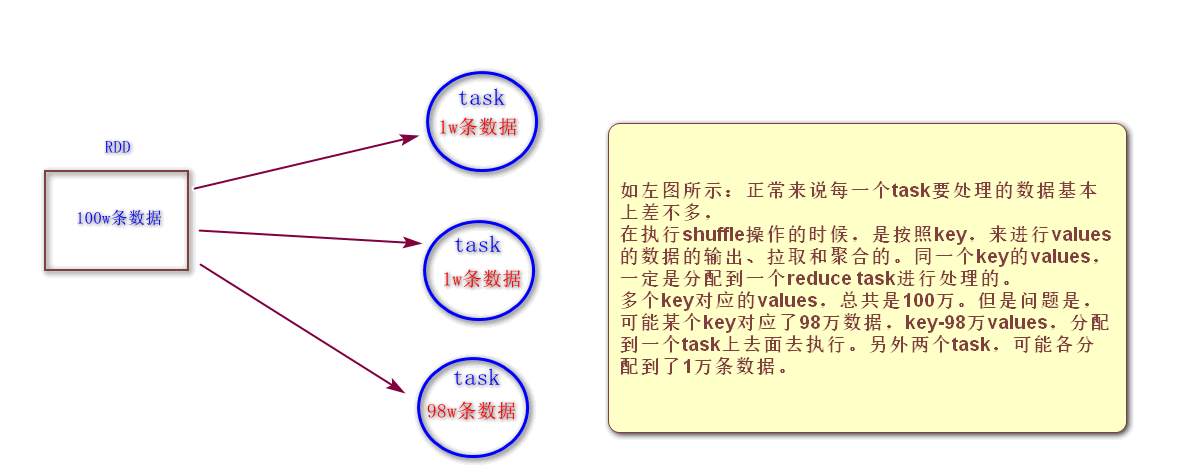 RDD
100w条数据
task
1w条数据
task
1w条数据
task
98w条数据
如左图所示：正常来说每一个task要处理的数据基本
上差不多．
在执行shuffle操作的时候，是按照key，来进行values
的数据的输出、拉取和聚合的。同一个key的values，
一定是分配到一个reduce task进行处理的。
多个key对应的values，总共是100万。但是问题是，
可能某个key对应了98万数据，key-98万values，分配
到一个task上去面去执行。另外两个task，可能各分
配到了1万条数据。